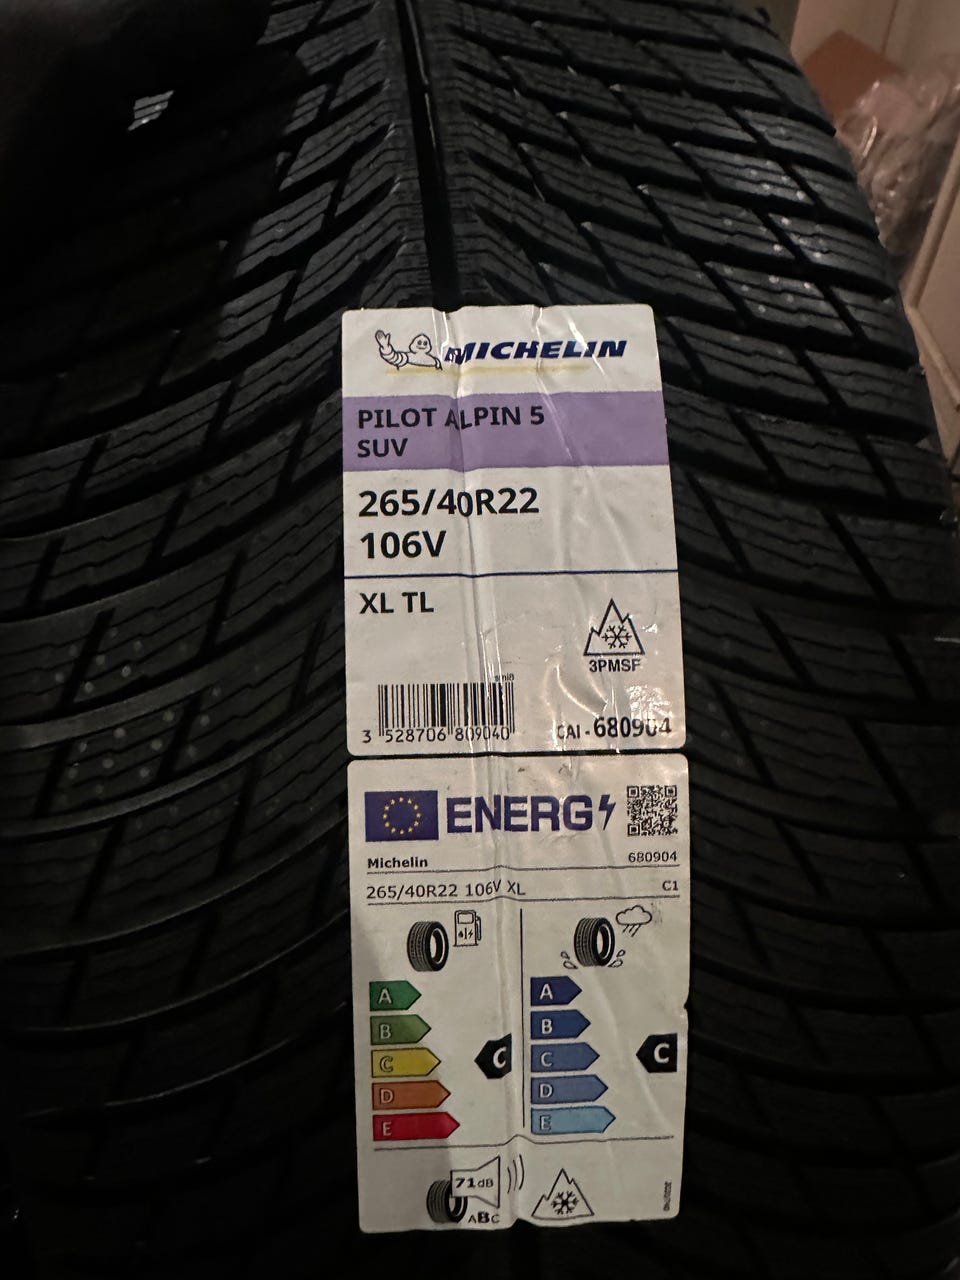 MICHELIN
PILOT ALPIN 5
SUV
265/40R22
106V
XL TL
3PMSF
3 528706 809040
CAI - 680904
ENERG
Michelin 680904
265/40R22 106V XL C1
A A
B B
C C C C
D D
E E
71dB
ABC